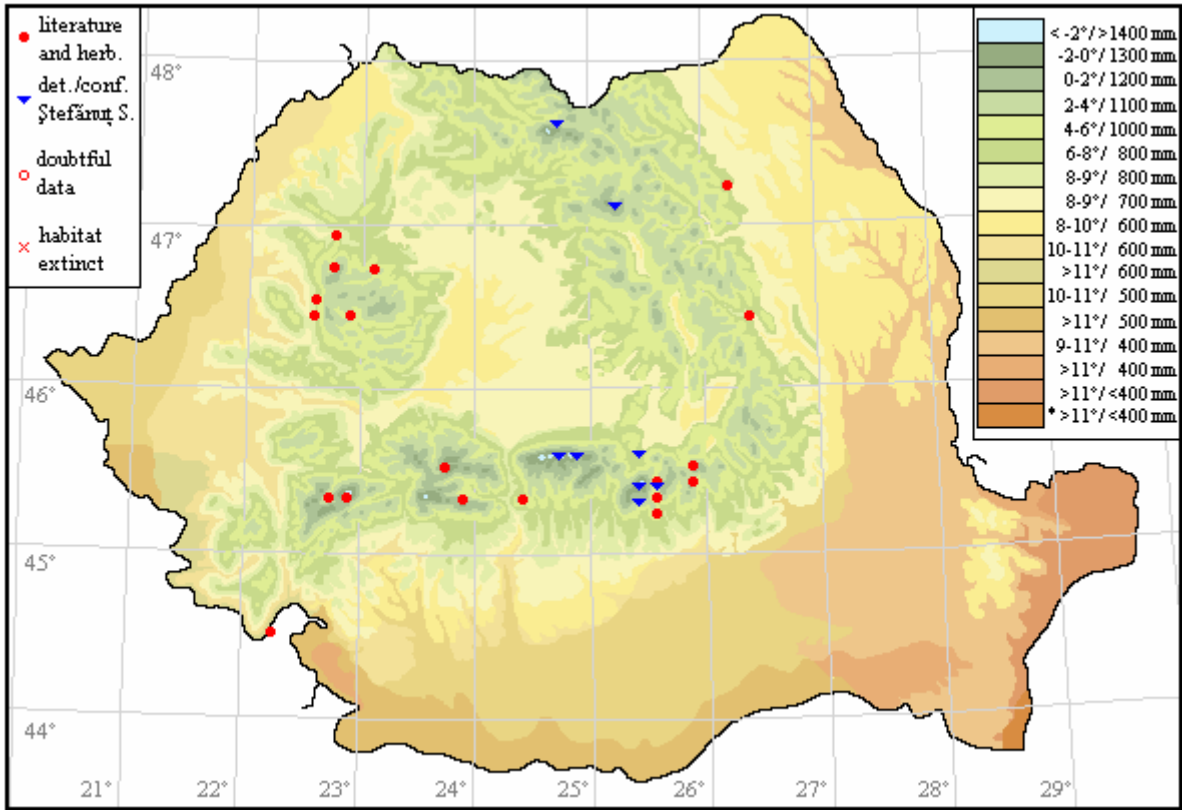 literature
and herb.
det./conf.
Ştefănuţ S.
doubtful
data
habitat
extinct
< -2°/>1400 mm
-2-0°/ 1300 mm
0-2°/ 1200 mm
2-4°/ 1100 mm
4-6°/ 1000 mm
6-8°/ 800 mm
8-9°/ 800 mm
8-9°/ 700 mm
8-10°/ 600 mm
10-11°/ 600 mm
>11°/ 600 mm
10-11°/ 500 mm
>11°/ 500 mm
9-11°/ 400 mm
>11°/ 400 mm
>11°/<400 mm
* >11°/<400 mm
48°
47°
46°
45°
44°
21° 22° 23° 24° 25° 26° 27° 28° 29°